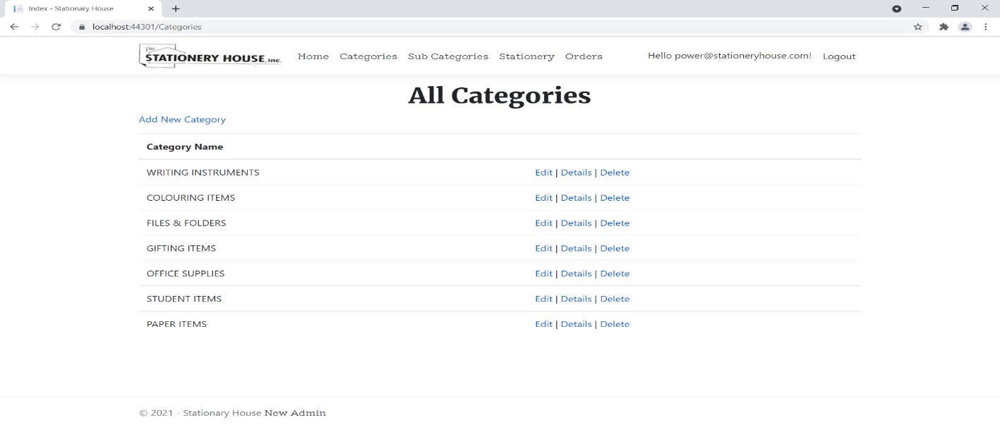 Index - Stationary House
localhost:44301/Categories
The
STATIONERY HOUSE, Inc.
Home Categories Sub Categories Stationery Orders Hello power@stationeryhouse.com! Logout
All Categories
Add New Category
Category Name
WRITING INSTRUMENTS Edit | Details | Delete
COLOURING ITEMS Edit | Details | Delete
FILES & FOLDERS Edit | Details | Delete
GIFTING ITEMS Edit | Details | Delete
OFFICE SUPPLIES Edit | Details | Delete
STUDENT ITEMS Edit | Details | Delete
PAPER ITEMS Edit | Details | Delete
© 2021 - Stationary House New Admin